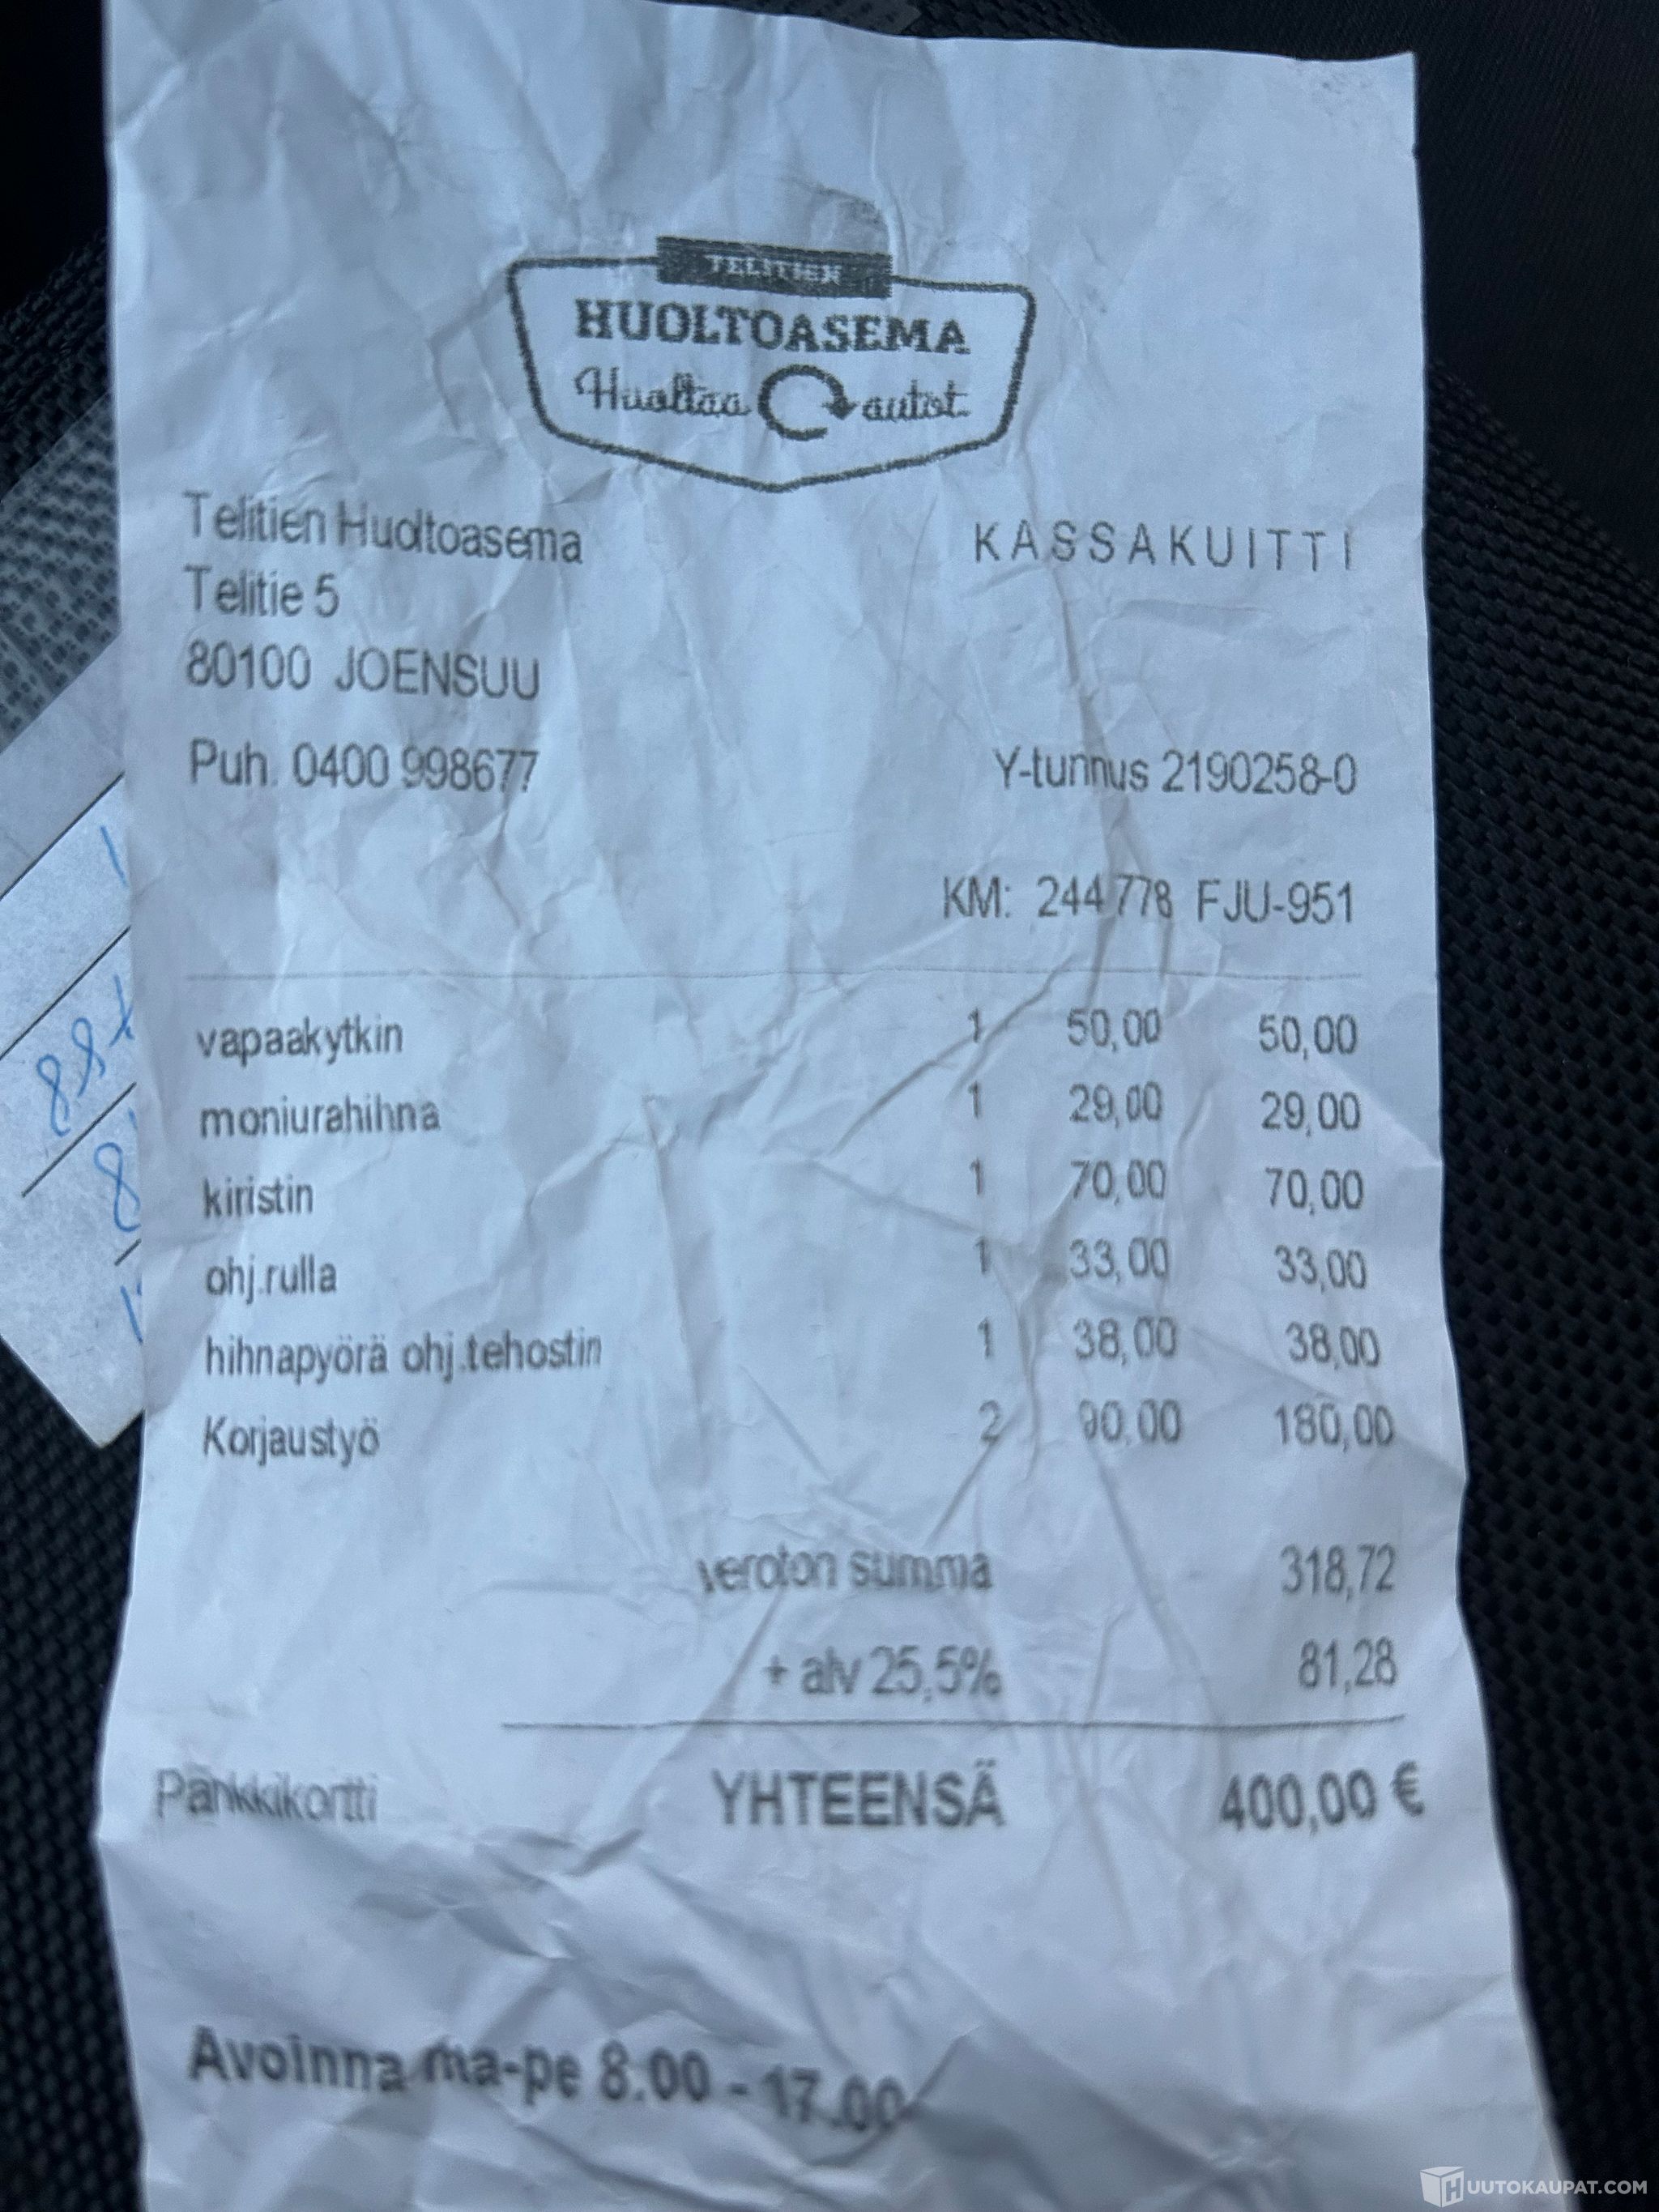 TELITIEN
HUOLTOASEMA
Huoltaa autot
Telitien Huoltoasema
KASSAKUITTI
Telitie 5
80100 JOENSUU
Puh. 0400 998677
Y-tunnus 2190258-0
KM: 244 778 FJU-951
vapaakytkin 1 50,00 50,00
moniurahihna 1 29,00 29,00
kiristin 1 70,00 70,00
ohj.rulla 1 33,00 33,00
hihnapyörä ohj.tehostin 1 38,00 38,00
Korjaustyö 2 90,00 180,00
veroton summa 318,72
+ alv 25,5% 81,28
Pankkikortti YHTEENSÄ 400,00 €
Avoinna ma-pe 8.00 - 17.00
HUUTOKAUPAT.COM